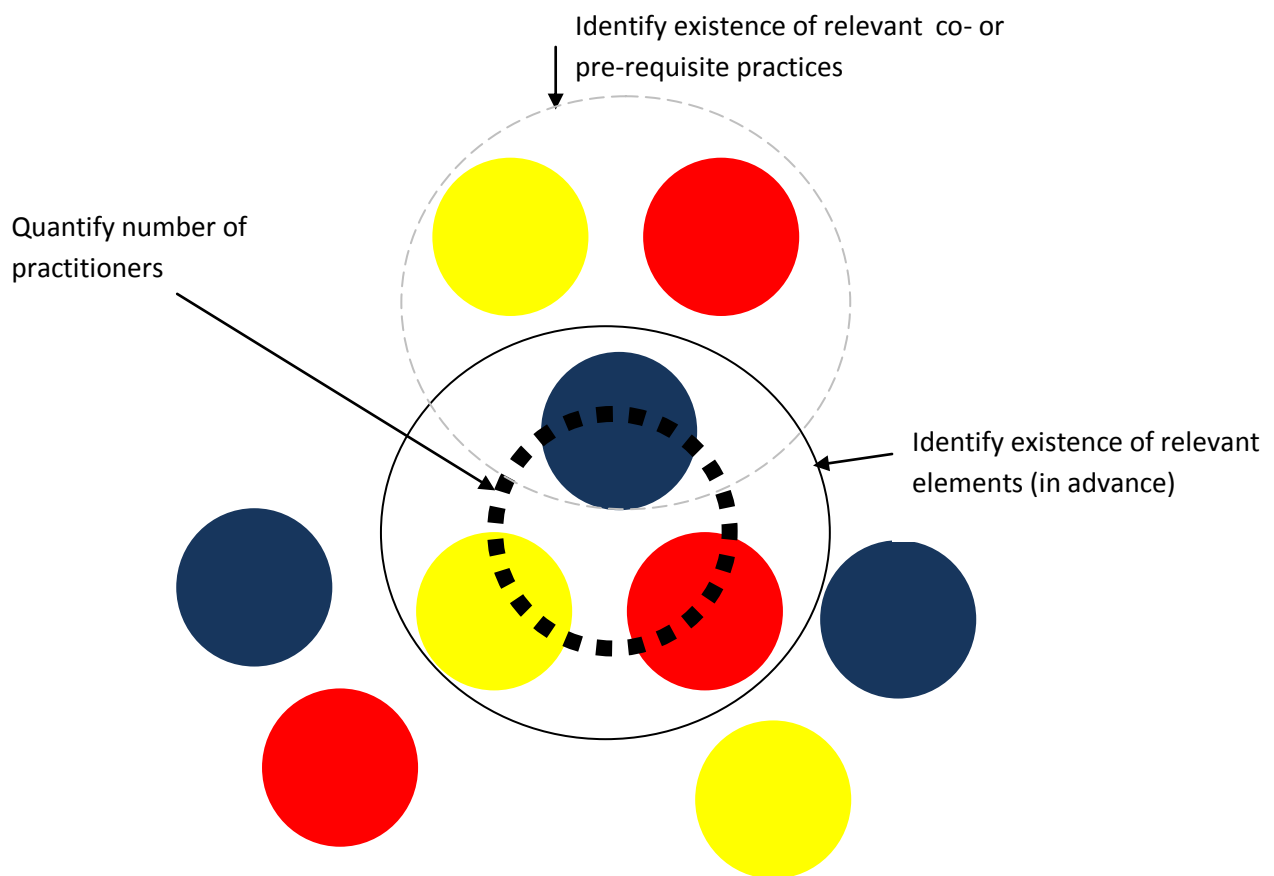 Identify existence of relevant  co- or
pre-requisite practices
Quantify number of
practitioners
Identify existence of relevant
elements (in advance)